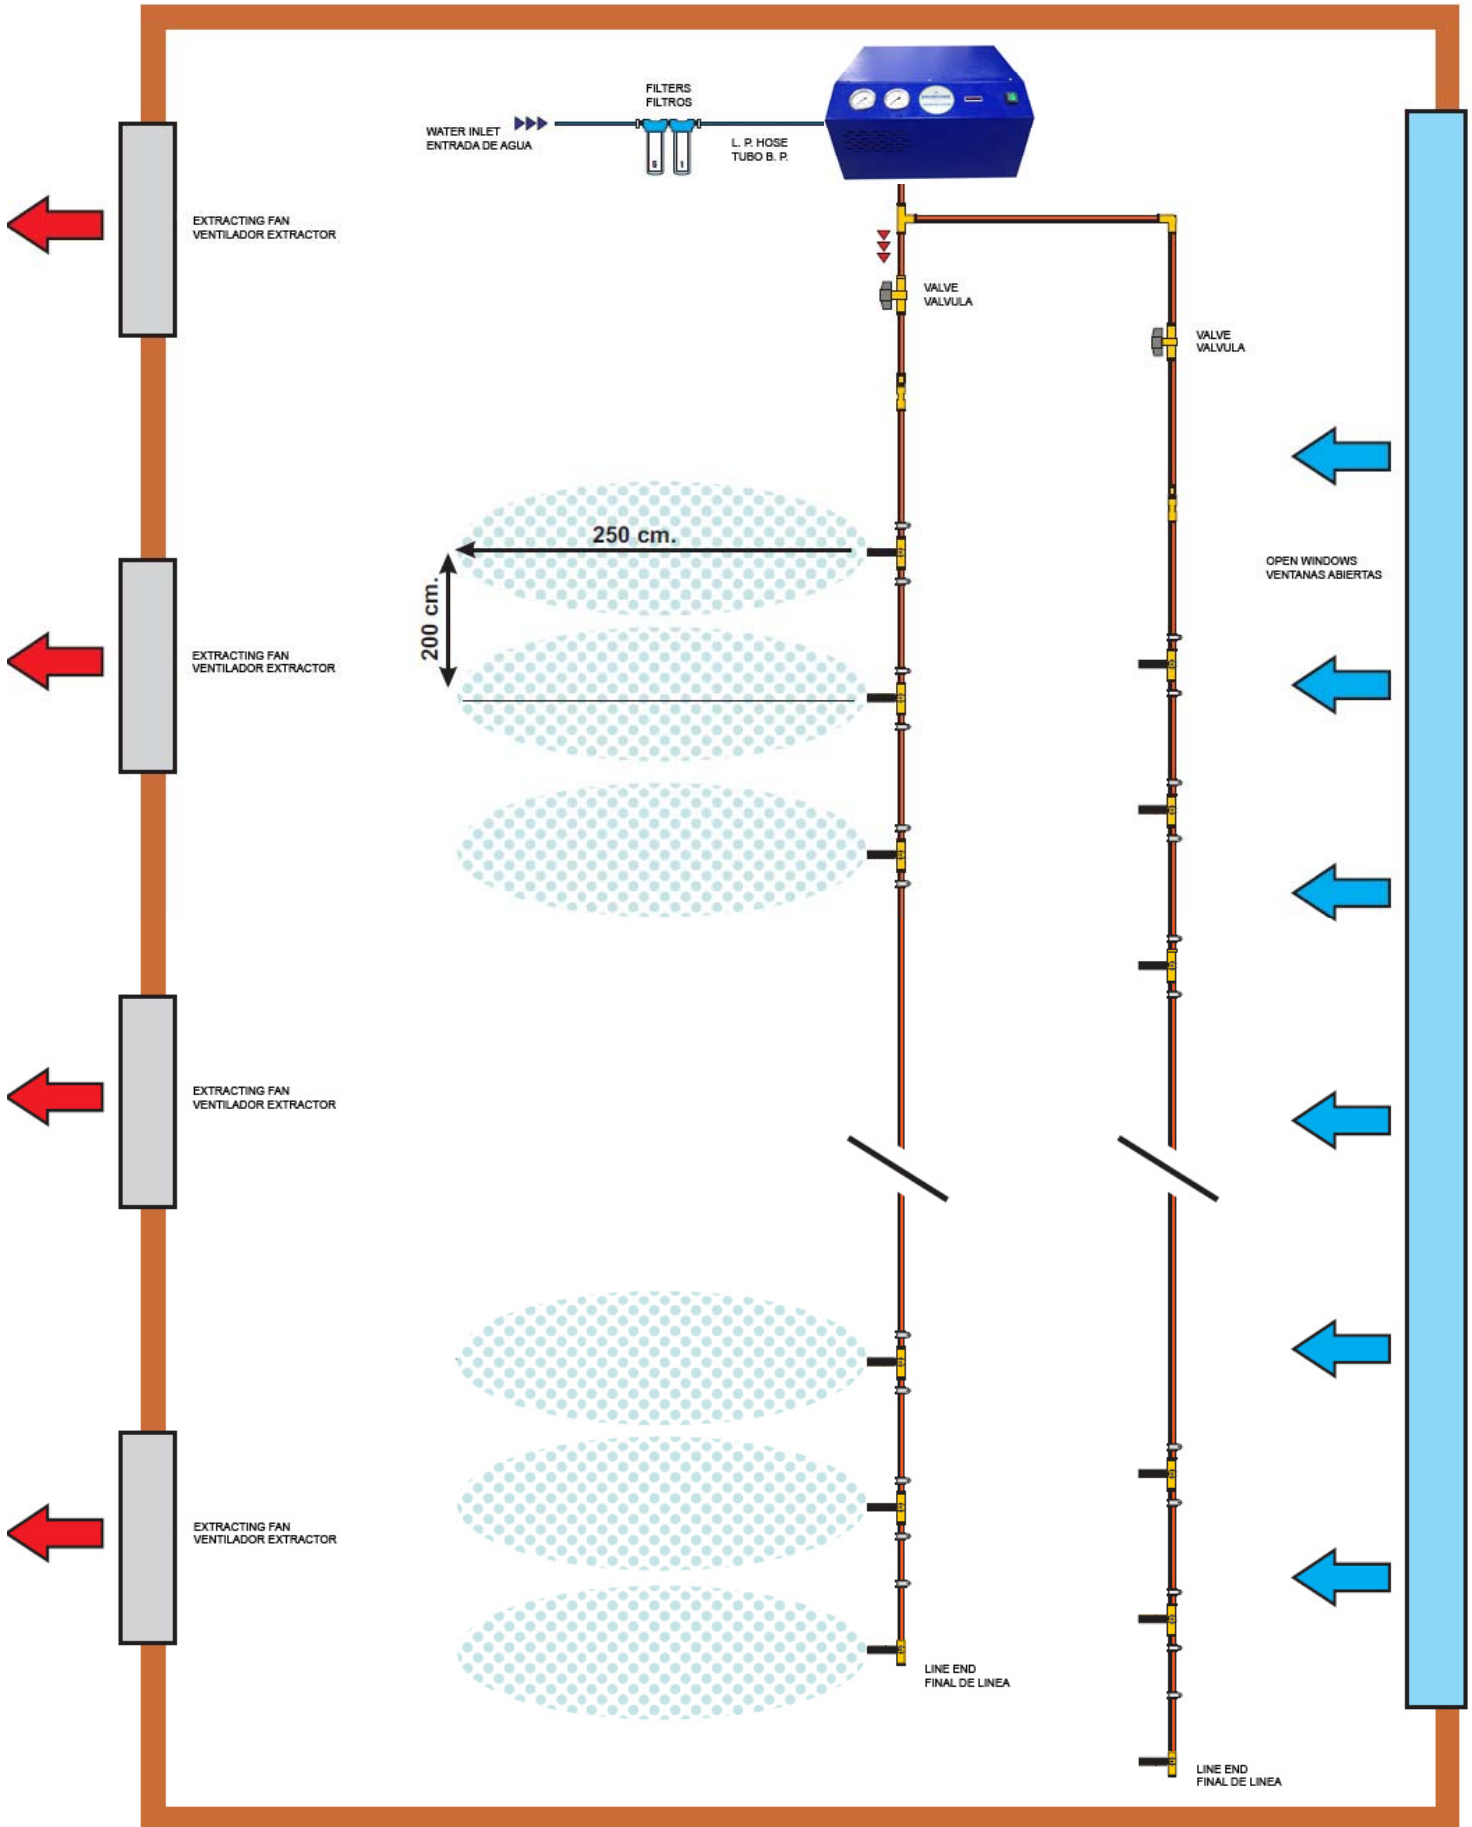 FILTERS
FILTROS
WATER INLET
ENTRADA DE AGUA
L. P. HOSE
TUBO B. P.
5
1
EXTRACTING FAN
VENTILADOR EXTRACTOR
VALVE
VALVULA
VALVE
VALVULA
250 cm.
200 cm.
OPEN WINDOWS
VENTANAS ABIERTAS
EXTRACTING FAN
VENTILADOR EXTRACTOR
EXTRACTING FAN
VENTILADOR EXTRACTOR
EXTRACTING FAN
VENTILADOR EXTRACTOR
LINE END
FINAL DE LINEA
LINE END
FINAL DE LINEA